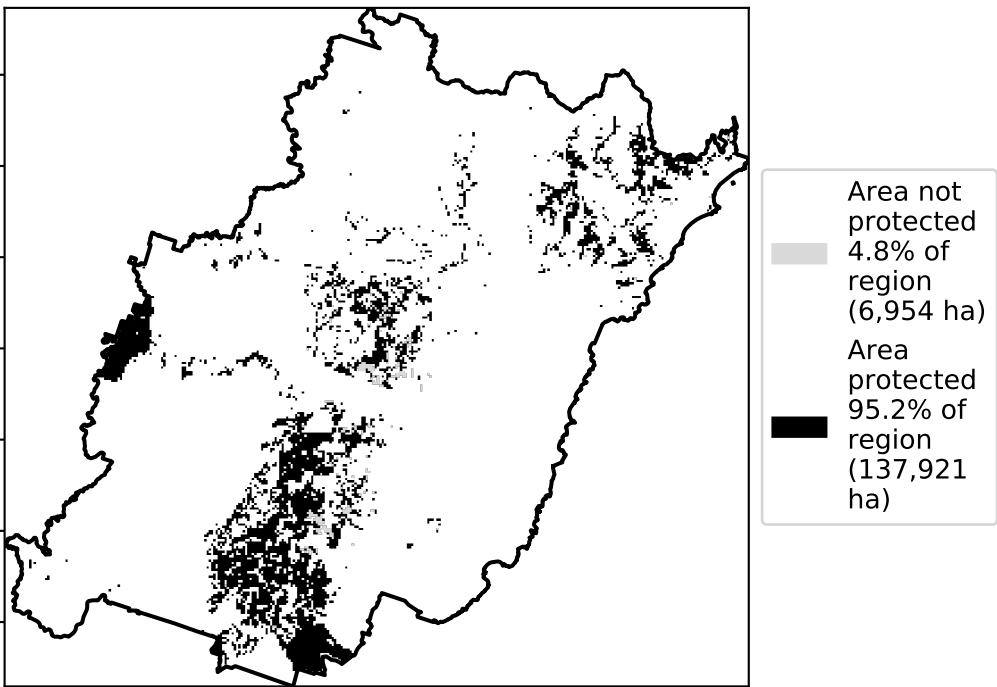 Area not
protected
4.8% of
region
(6,954 ha)
Area
protected
95.2% of
region
(137,921
ha)